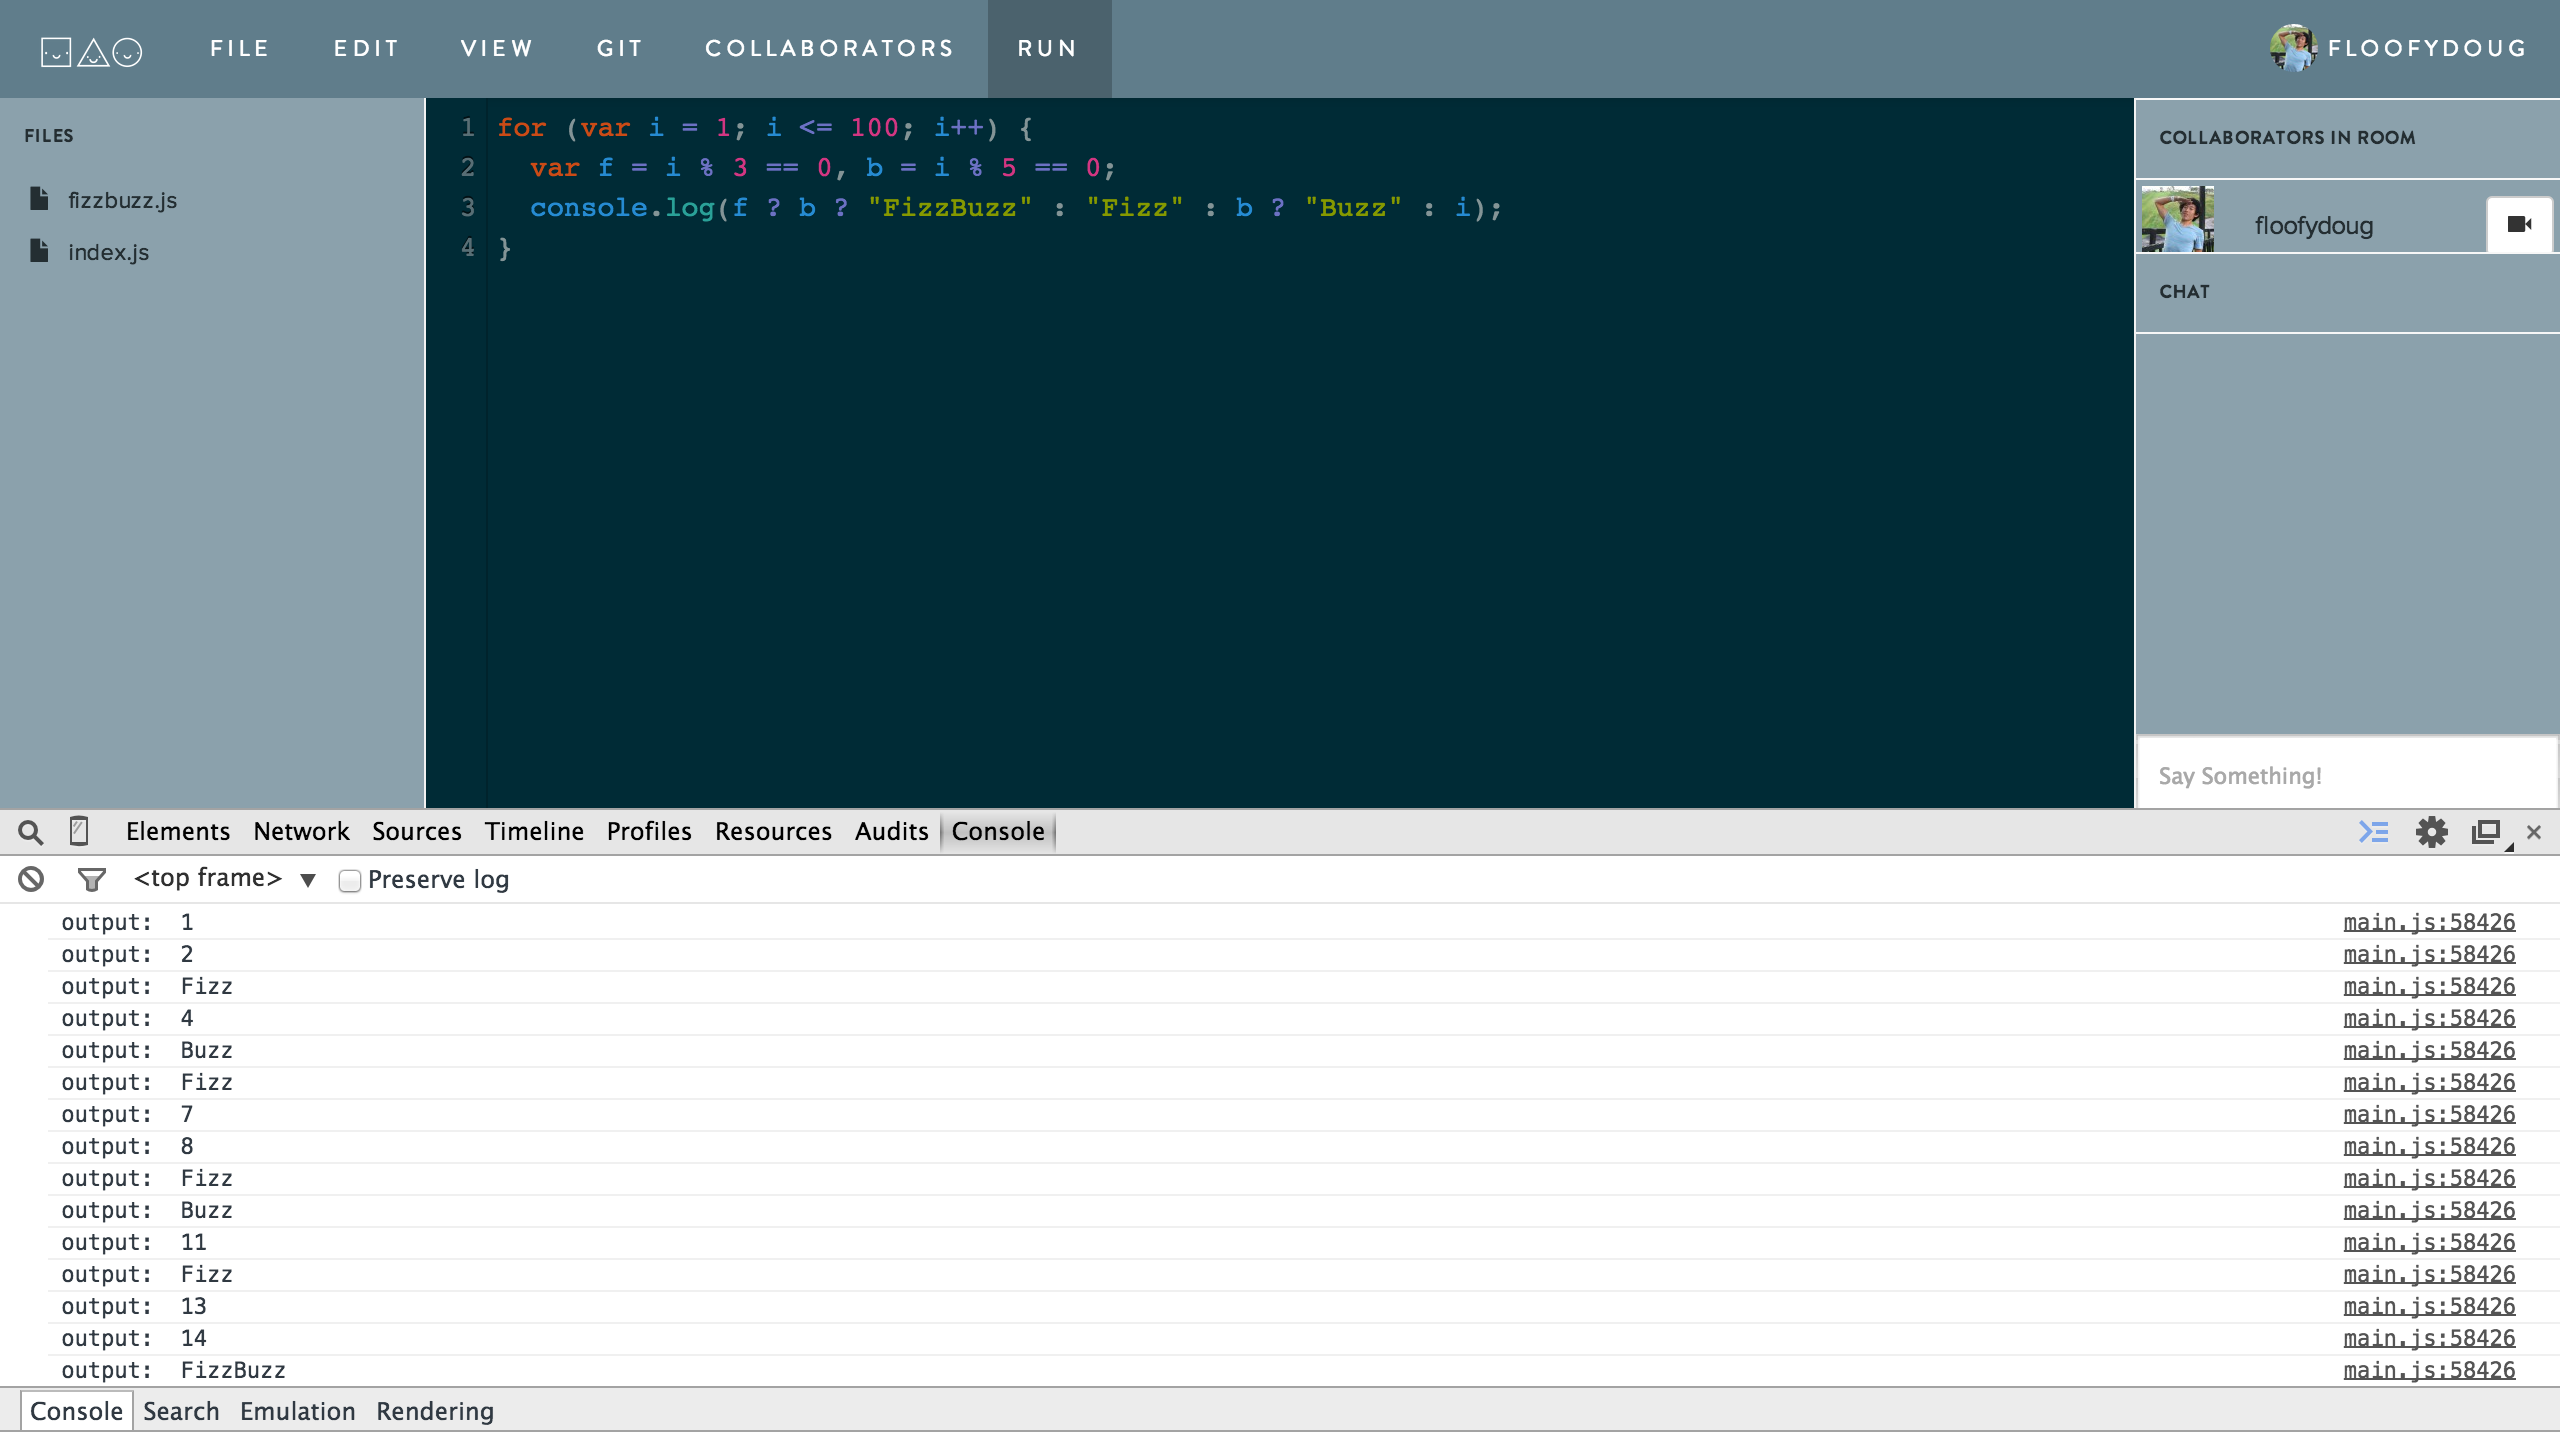 FILE EDIT VIEW GIT COLLABORATORS RUN FLOOFYDOUG
FILES
fizzbuzz.js
index.js
1 for (var i = 1; i <= 100; i++) {
2   var f = i % 3 == 0, b = i % 5 == 0;
3   console.log(f ? b ? "FizzBuzz" : "Fizz" : b ? "Buzz" : i);
4 }
COLLABORATORS IN ROOM
floofydoug
CHAT
Say Something!
Elements Network Sources Timeline Profiles Resources Audits Console
<top frame> ▼ Preserve log
output: 1 main.js:58426
output: 2 main.js:58426
output: Fizz main.js:58426
output: 4 main.js:58426
output: Buzz main.js:58426
output: Fizz main.js:58426
output: 7 main.js:58426
output: 8 main.js:58426
output: Fizz main.js:58426
output: Buzz main.js:58426
output: 11 main.js:58426
output: Fizz main.js:58426
output: 13 main.js:58426
output: 14 main.js:58426
output: FizzBuzz main.js:58426
Console Search Emulation Rendering